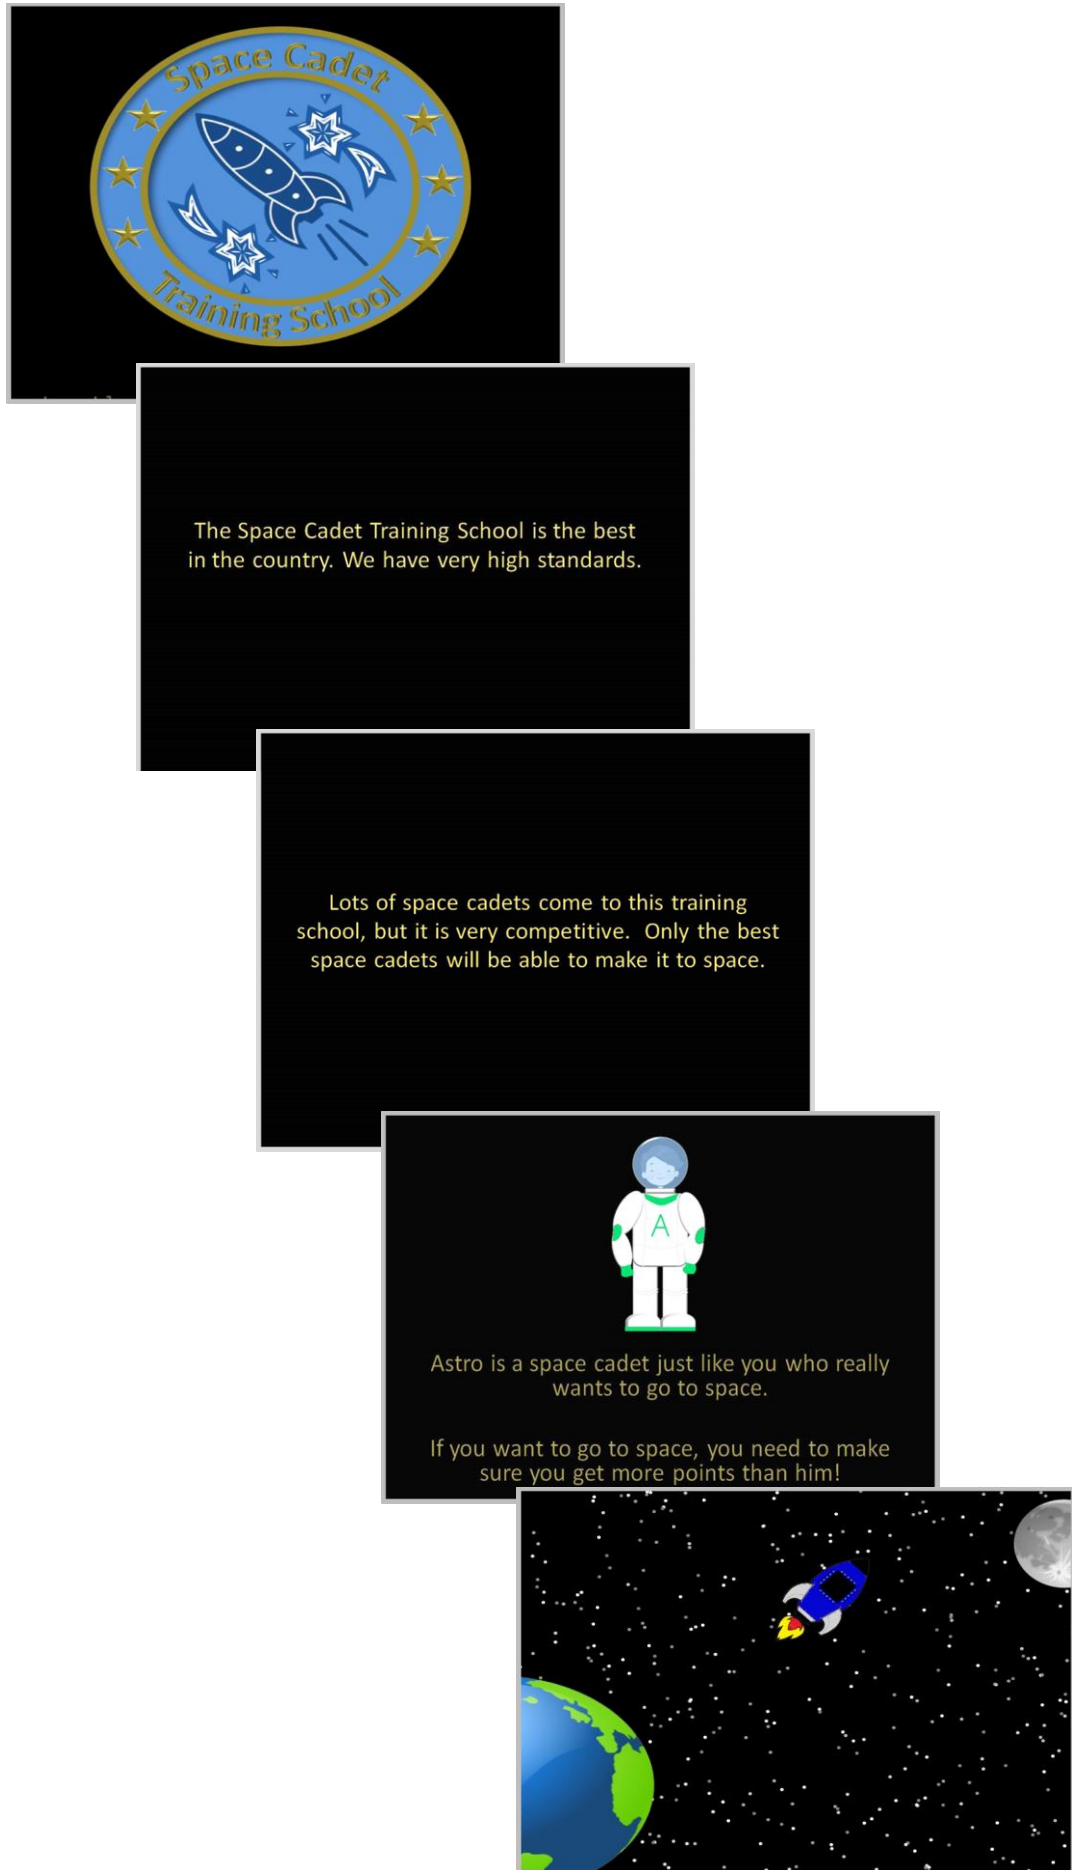 Space Cadet
Training School
The Space Cadet Training School is the best
in the country. We have very high standards.
Lots of space cadets come to this training
school, but it is very competitive. Only the best
space cadets will be able to make it to space.
A
Astro is a space cadet just like you who really
wants to go to space.
If you want to go to space, you need to make
sure you get more points than him!